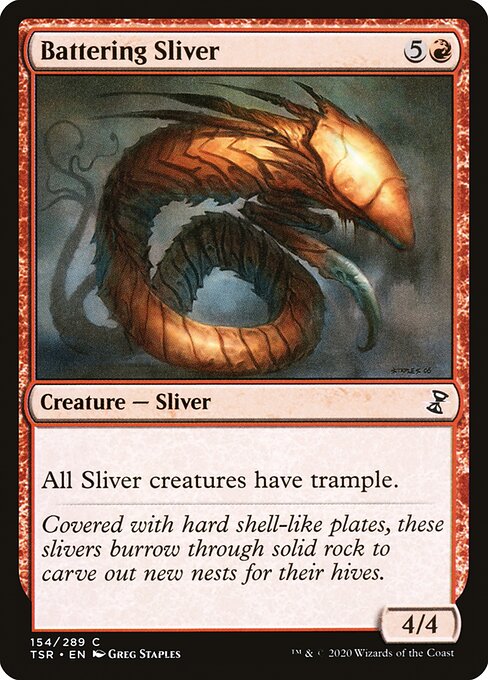 Battering Sliver 5
STAPLES 06
Creature — Sliver
All Sliver creatures have trample.
Covered with hard shell-like plates, these
slivers burrow through solid rock to
carve out new nests for their hives.
4/4
154/289 C
TSR • EN Greg Staples ™ & © 2020 Wizards of the Coast